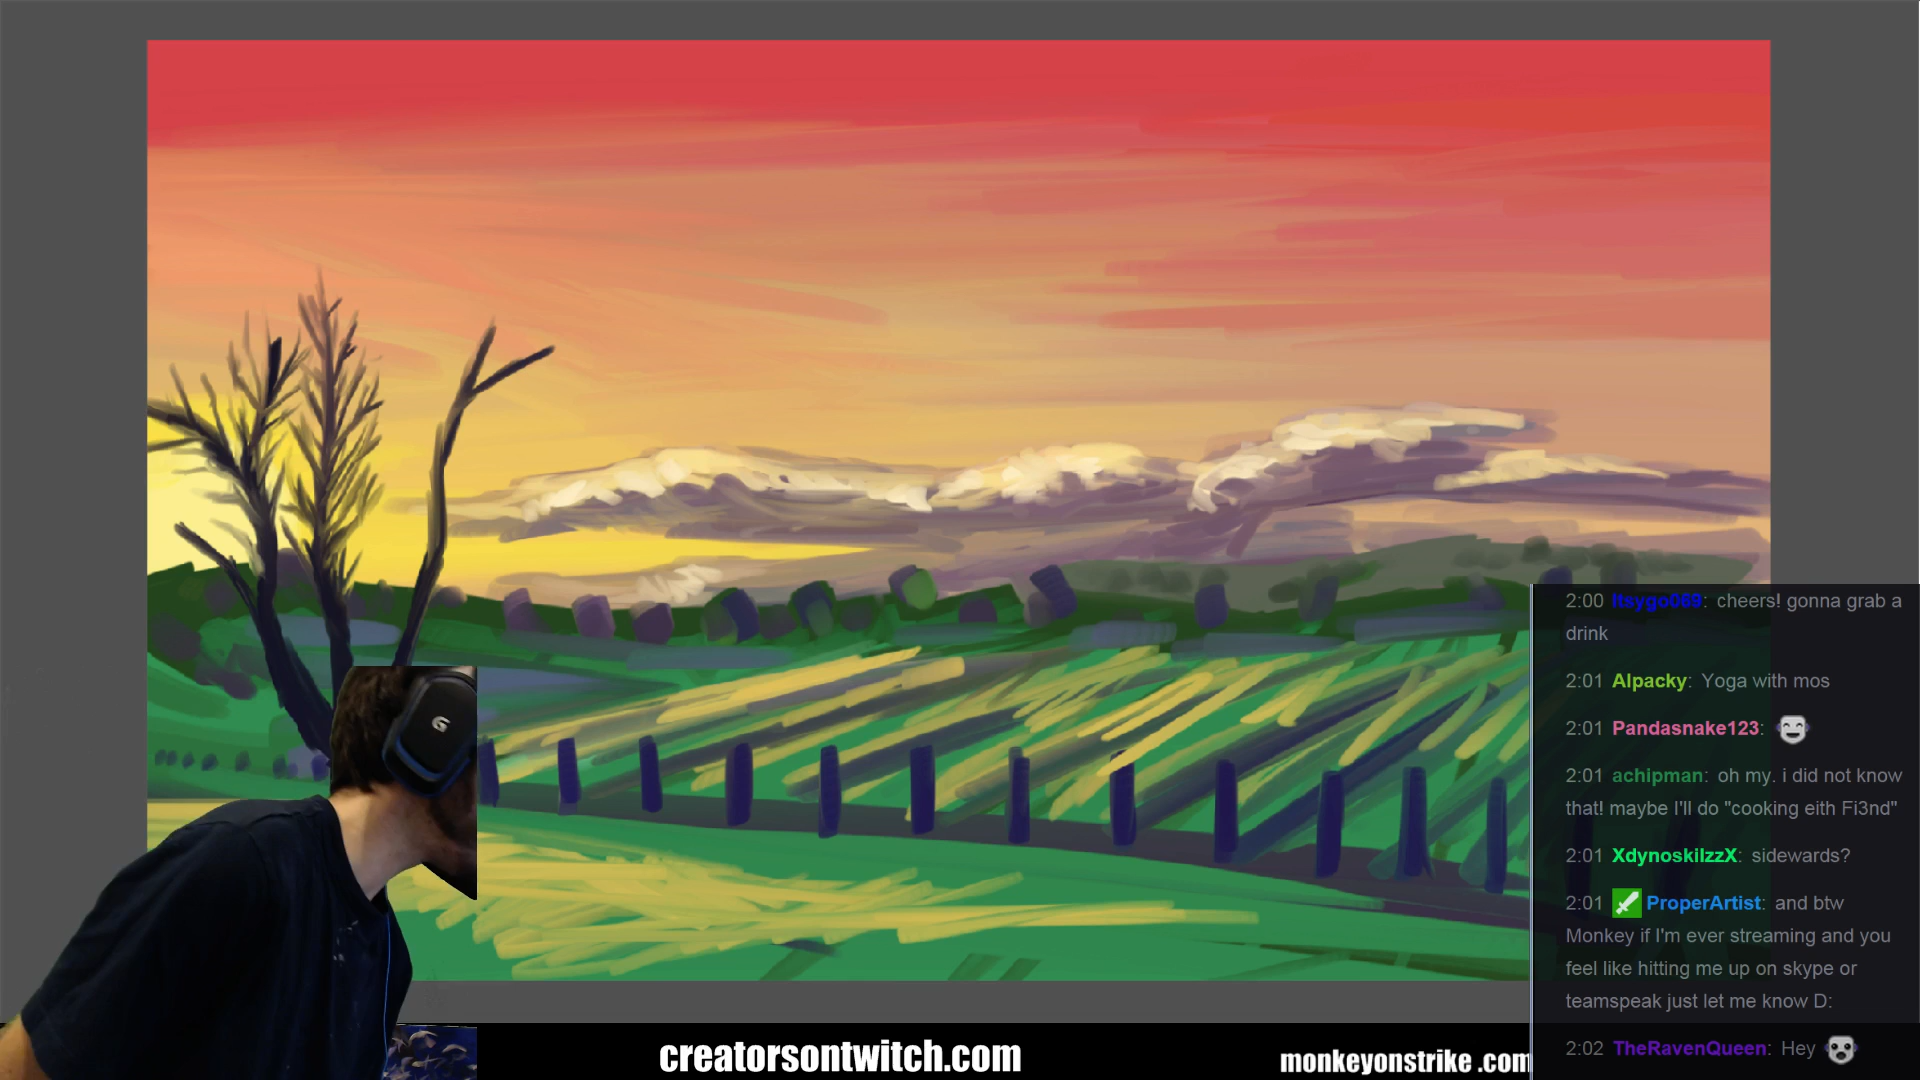 2:00 Itsygo069: cheers! gonna grab a
drink
2:01 Alpacky: Yoga with mos
2:01 Pandasnake123:
2:01 achipman: oh my. i did not know
that! maybe I'll do "cooking eith Fi3nd"
2:01 XdynoskilzzX: sidewards?
2:01 ProperArtist: and btw
Monkey if I'm ever streaming and you
feel like hitting me up on skype or
teamspeak just let me know D:
2:02 TheRavenQueen: Hey
creatorsontwitch.com
monkeyonstrike .com